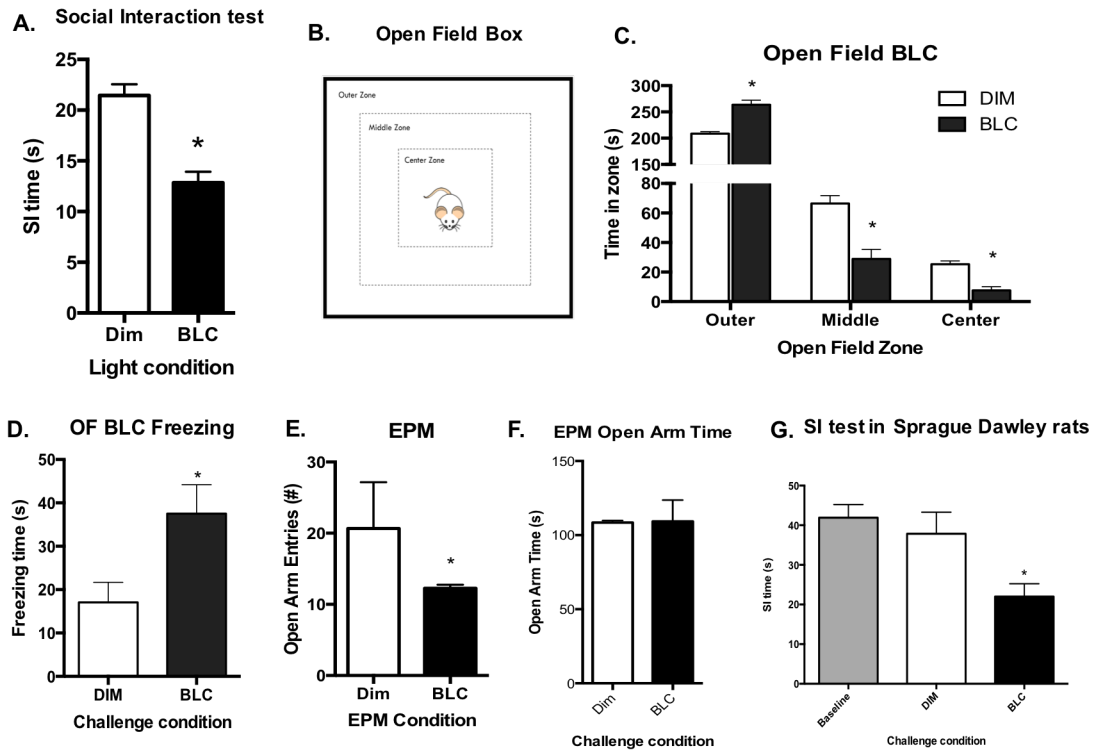 A.
Social Interaction test
SI time (s)
25
20
15
10
5
0
*
Dim BLC
Light condition
B.
Open Field Box
Outer Zone
Middle Zone
Center Zone
C.
Open Field BLC
Time in zone (s)
300
250
200
150
80
60
40
20
0
*
*
*
DIM
BLC
Outer Middle Center
Open Field Zone
D.
OF BLC Freezing
Freezing time (s)
50
40
30
20
10
0
*
DIM BLC
Challenge condition
E.
EPM
Open Arm Entries (#)
30
20
10
0
*
Dim BLC
EPM Condition
F.
EPM Open Arm Time
Open Arm Time (s)
150
100
50
0
Dim BLC
Challenge condition
G.
SI test in Sprague Dawley rats
SI time (s)
50
40
30
20
10
0
*
Baseline DIM BLC
Challenge condition